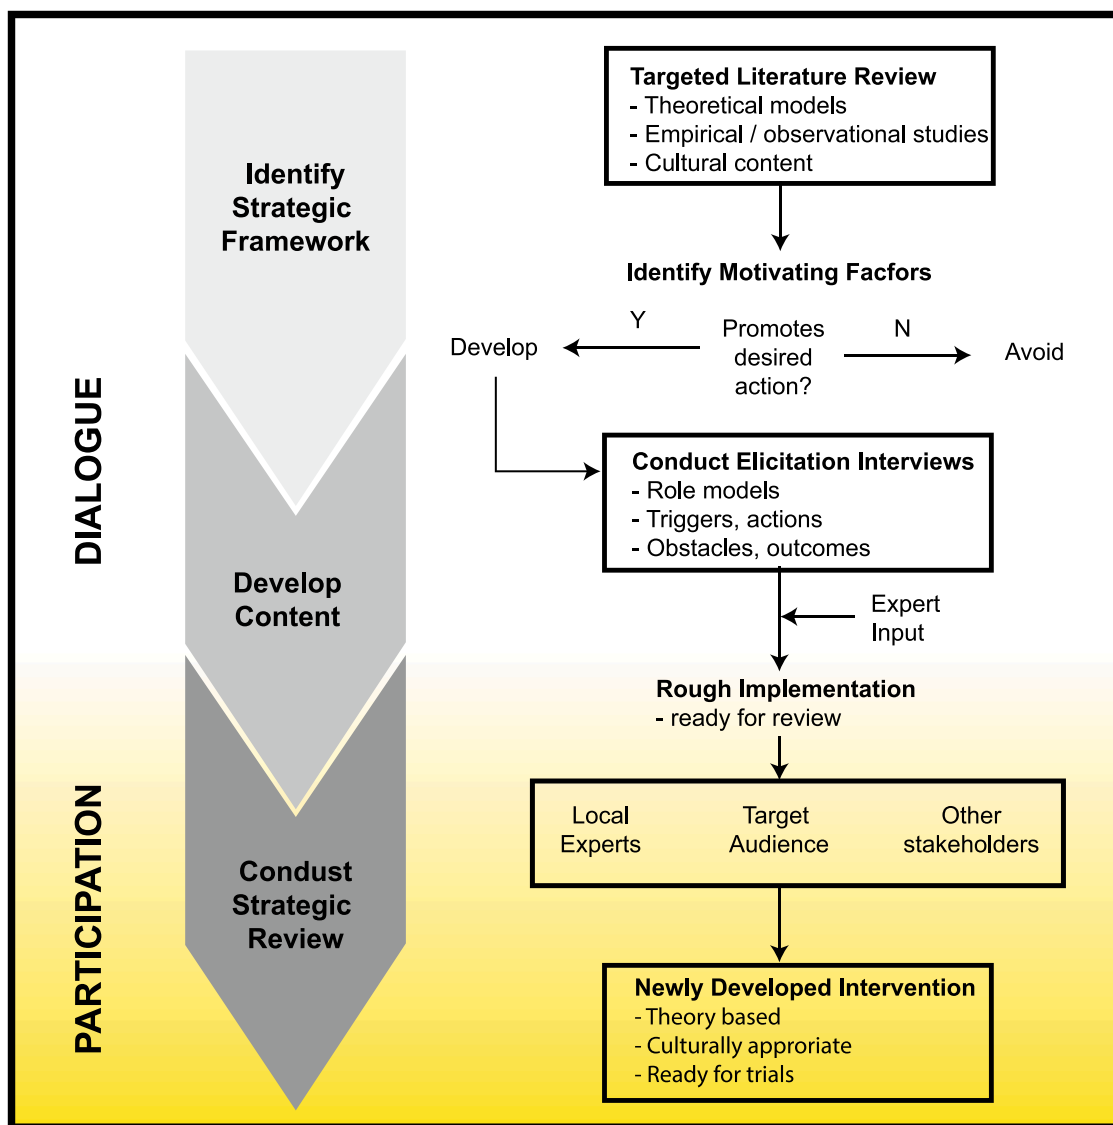 DIALOGUE
PARTICIPATION
Identify
Strategic
Framework
Develop
Content
Condust
Strategic
Review
Targeted Literature Review
- Theoretical models
- Empirical / observational studies
- Cultural content
Identify Motivating Facfors
Develop
Y
Promotes
desired
action?
N
Avoid
Conduct Elicitation Interviews
- Role models
- Triggers, actions
- Obstacles, outcomes
Expert
Input
Rough Implementation
- ready for review
Local
Experts
Target
Audience
Other
stakeholders
Newly Developed Intervention
- Theory based
- Culturally approriate
- Ready for trials